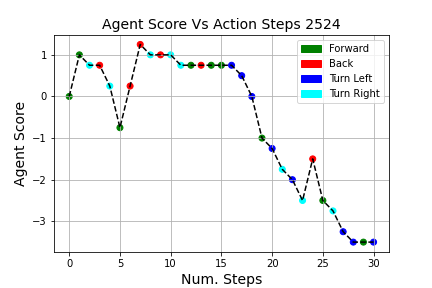 Agent Score Vs Action Steps 2524
Forward
Back
Turn Left
Turn Right
Agent Score
1
0
−1
−2
−3
0 5 10 15 20 25 30
Num. Steps